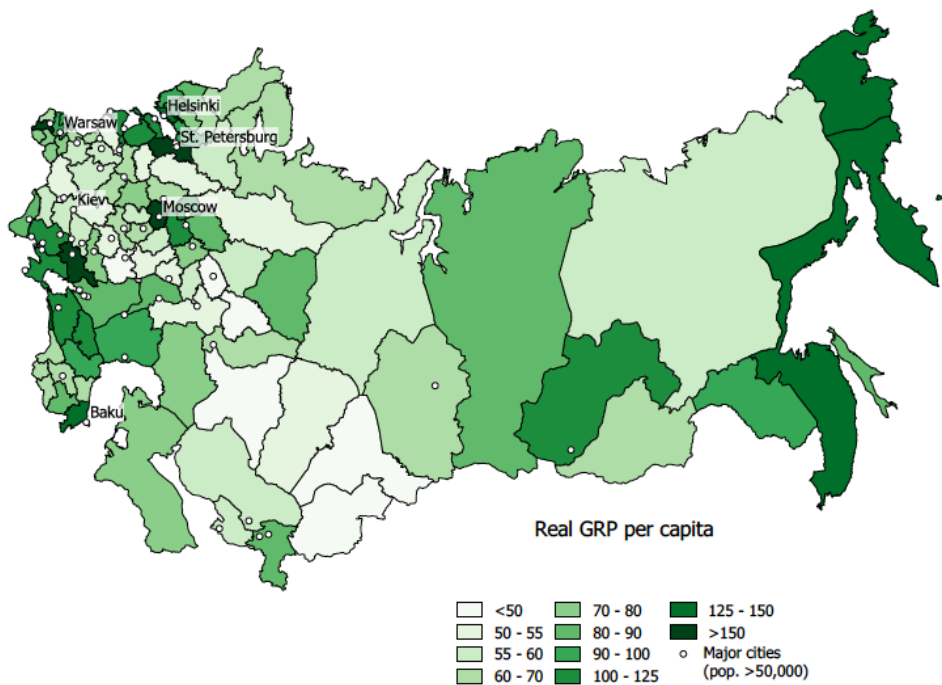 Helsinki
Warsaw
St. Petersburg
Kiev
Moscow
Baku
Real GRP per capita
<50
50 - 55
55 - 60
60 - 70
70 - 80
80 - 90
90 - 100
100 - 125
125 - 150
>150
Major cities
(pop. >50,000)